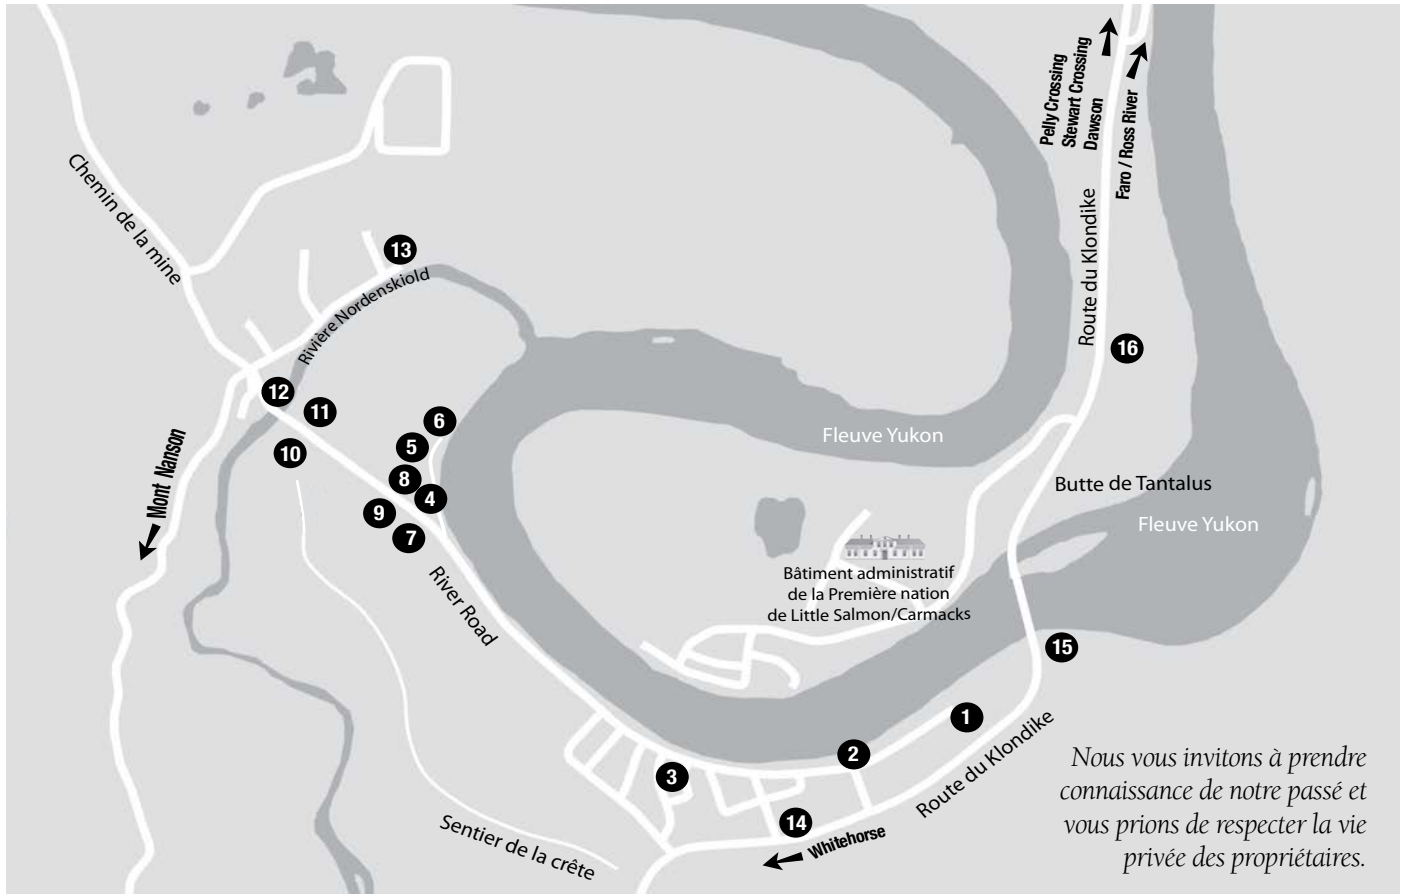 Pelly Crossing
Stewart Crossing
Dawson
Faro / Ross River
Route du Klondike
Chemin de la mine
13
Rivière Nordenskiold
16
12
11
6
5
10
8
4
9
7
Fleuve Yukon
Mont Nanson
Butte de Tantalus
Fleuve Yukon
Bâtiment administratif
de la Première nation
de Little Salmon/Carmacks
River Road
15
1
2
3
14
Route du Klondike
Whitehorse
Sentier de la crête
Nous vous invitons à prendre
connaissance de notre passé et
vous prions de respecter la vie
privée des propriétaires.